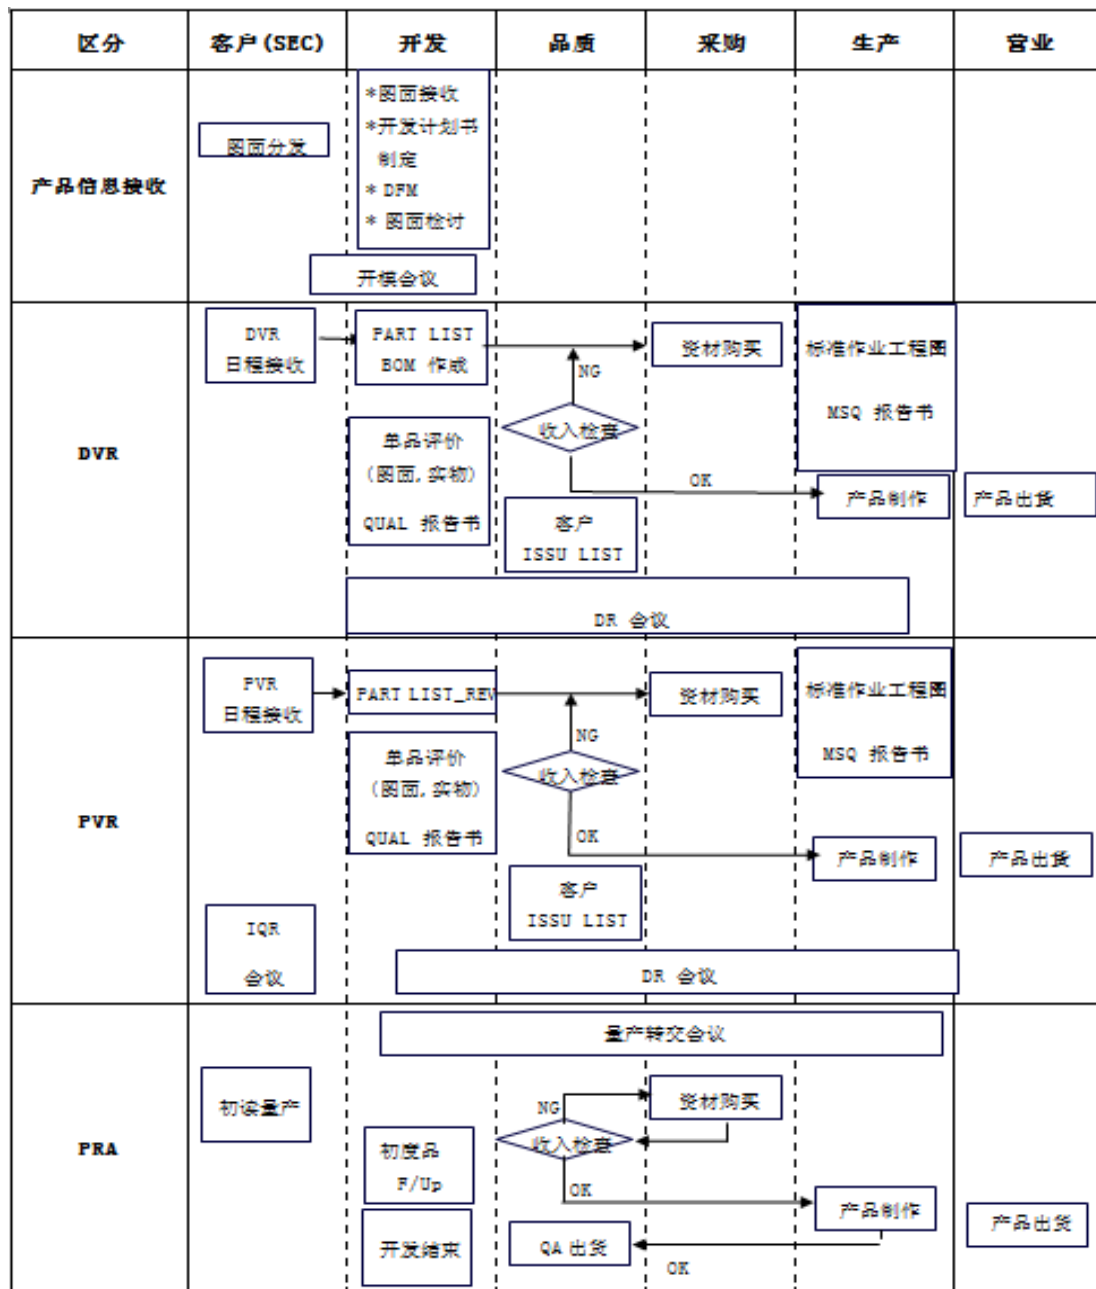 区分
客户(SEC)
开发
品质
采购
生产
营业
产品信息接收
图面分发
*图面接收
*开发计划书
制定
* DFM
* 图面检讨
开模会议
DVR
DVR
日程接收
PART LIST
BOM 作成
资材购买
标准作业工程图
MSQ 报告书
NG
收入检查
OK
单品评价
(图面,实物)
QUAL 报告书
客户
ISSU LIST
产品制作
产品出货
DR 会议
PVR
PVR
日程接收
PART LIST_REV
资材购买
标准作业工程图
MSQ 报告书
NG
收入检查
OK
单品评价
(图面,实物)
QUAL 报告书
产品制作
产品出货
客户
ISSU LIST
IQR
会议
DR 会议
PRA
量产转交会议
初读量产
资材购买
NG
收入检查
OK
初度品
F/Up
产品制作
产品出货
开发结束
QA 出货
OK